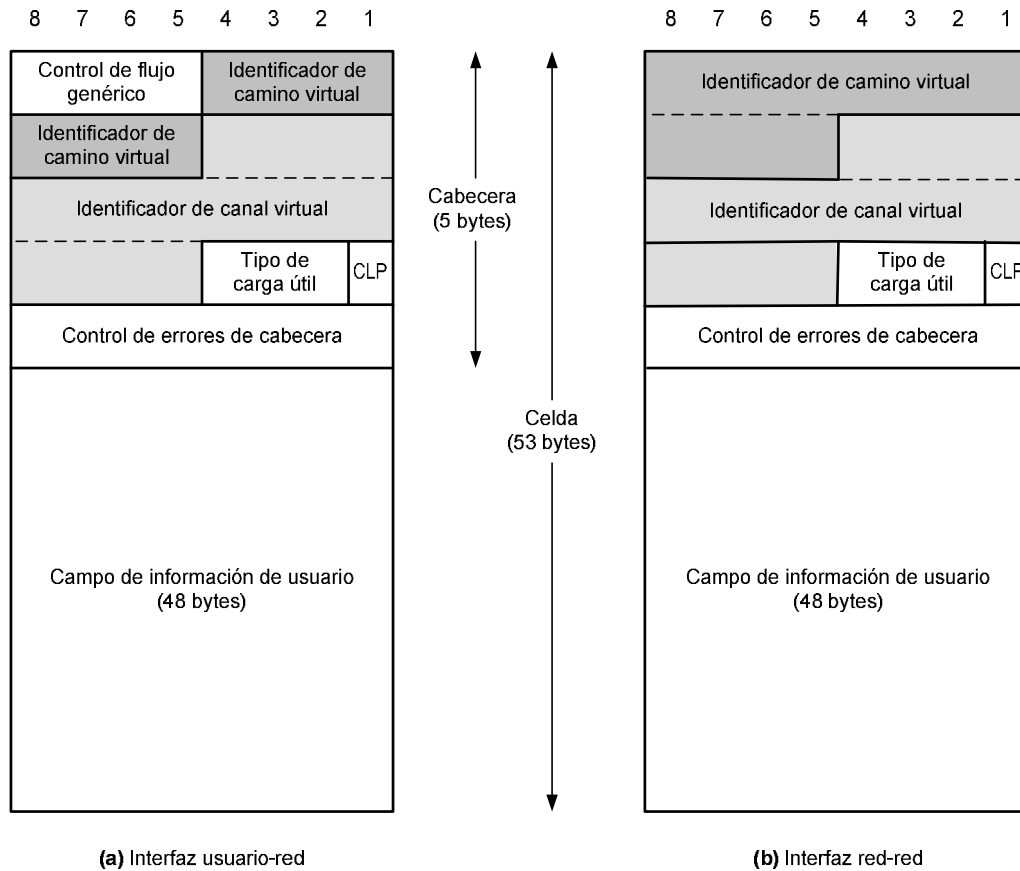 8 7 6 5 4 3 2 1
Control de flujo
genérico
Identificador de
camino virtual
Identificador de
camino virtual
Identificador de canal virtual
Tipo de
carga útil
CLP
Control de errores de cabecera
Campo de información de usuario
(48 bytes)
(a) Interfaz usuario-red
Cabecera
(5 bytes)
Celda
(53 bytes)
8 7 6 5 4 3 2 1
Identificador de camino virtual
Identificador de canal virtual
Tipo de
carga útil
CLP
Control de errores de cabecera
Campo de información de usuario
(48 bytes)
(b) Interfaz red-red